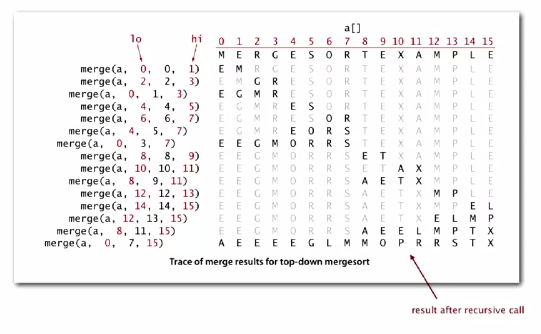 a[]
lo hi 0 1 2 3 4 5 6 7 8 9 10 11 12 13 14 15
M E R G E S O R T E X A M P L E
merge(a, 0, 0, 1) E M R G E S O R T E X A M P L E
merge(a, 2, 2, 3) E M G R E S O R T E X A M P L E
merge(a, 0, 1, 3) E G M R E S O R T E X A M P L E
merge(a, 4, 4, 5) E G M R E S O R T E X A M P L E
merge(a, 6, 6, 7) E G M R E S O R T E X A M P L E
merge(a, 4, 5, 7) E G M R E O R S T E X A M P L E
merge(a, 0, 3, 7) E E G M O R R S T E X A M P L E
merge(a, 8, 8, 9) E E G M O R R S E T X A M P L E
merge(a, 10, 10, 11) E E G M O R R S E T A X M P L E
merge(a, 8, 9, 11) E E G M O R R S A E T X M P L E
merge(a, 12, 12, 13) E E G M O R R S A E T X M P L E
merge(a, 14, 14, 15) E E G M O R R S A E T X M P E L
merge(a, 12, 13, 15) E E G M O R R S A E T X E L M P
merge(a, 8, 11, 15) E E G M O R R S A E E L M P T X
merge(a, 0, 7, 15) A E E E E G L M M O P R R S T X
Trace of merge results for top-down mergesort
result after recursive call